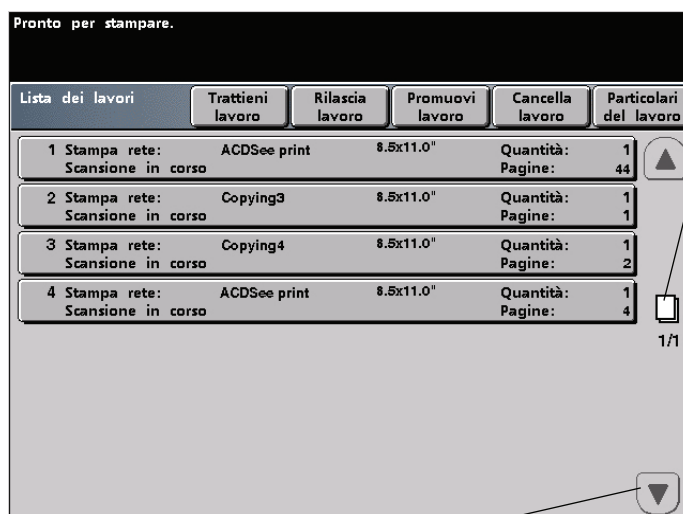 Pronto per stampare.
Lista dei lavori
Trattieni lavoro
Rilascia lavoro
Promuovi lavoro
Cancella lavoro
Particolari del lavoro
1 Stampa rete: ACDSee print 8.5x11.0" Quantità: 1
Scansione in corso Pagine: 44
2 Stampa rete: Copying3 8.5x11.0" Quantità: 1
Scansione in corso Pagine: 1
3 Stampa rete: Copying4 8.5x11.0" Quantità: 1
Scansione in corso Pagine: 2
4 Stampa rete: ACDSee print 8.5x11.0" Quantità: 1
Scansione in corso Pagine: 4
1/1